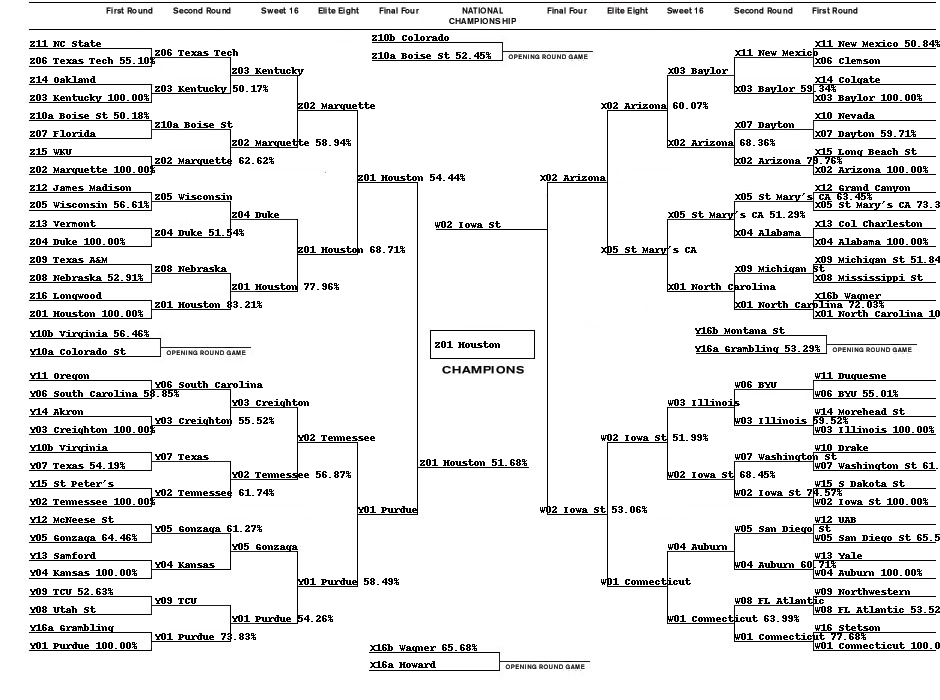 First Round Second Round Sweet 16 Elite Eight Final Four NATIONAL CHAMPIONSHIP Final Four Elite Eight Sweet 16 Second Round First Round
Z11 NC State
Z06 Texas Tech
Z06 Texas Tech 55.10%
Z03 Kentucky
Z14 Oakland
Z03 Kentucky 50.17%
Z03 Kentucky 100.00%
Z02 Marquette
Z10a Boise St 50.18%
Z10a Boise St
Z07 Florida
Z02 Marquette 58.94%
Z15 WKU
Z02 Marquette 62.62%
Z02 Marquette 100.00%
Z01 Houston 54.44%
Z12 James Madison
Z05 Wisconsin
Z05 Wisconsin 56.61%
Z04 Duke
Z13 Vermont
Z04 Duke 51.54%
Z04 Duke 100.00%
Z01 Houston 68.71%
Z09 Texas A&M
Z08 Nebraska
Z08 Nebraska 52.91%
Z01 Houston 77.96%
Z16 Longwood
Z01 Houston 83.21%
Z01 Houston 100.00%
Y10b Virginia 56.46%
Y10a Colorado St
OPENING ROUND GAME
Y11 Oregon
Y06 South Carolina
Y06 South Carolina 58.85%
Y03 Creighton
Y14 Akron
Y03 Creighton 55.52%
Y03 Creighton 100.00%
Y02 Tennessee
Y10b Virginia
Y07 Texas
Y07 Texas 54.19%
Y02 Tennessee 56.87%
Y15 St Peter's
Y02 Tennessee 61.74%
Y02 Tennessee 100.00%
Y01 Purdue
Y12 McNeese St
Y05 Gonzaga 61.27%
Y05 Gonzaga 64.46%
Y05 Gonzaga
Y13 Samford
Y04 Kansas
Y04 Kansas 100.00%
Y01 Purdue 58.49%
Y09 TCU 52.63%
Y09 TCU
Y08 Utah St
Y01 Purdue 54.26%
Y16a Grambling
Y01 Purdue 73.83%
Y01 Purdue 100.00%
Z10b Colorado
Z10a Boise St 52.45%
OPENING ROUND GAME
W02 Iowa St
Z01 Houston
CHAMPIONS
Z01 Houston 51.68%
X16b Wagner 65.68%
X16a Howard
OPENING ROUND GAME
X11 New Mexico 50.84%
X11 New Mexico
X06 Clemson
X03 Baylor
X14 Colgate
X03 Baylor 59.34%
X03 Baylor 100.00%
X02 Arizona 60.07%
X10 Nevada
X07 Dayton
X07 Dayton 59.71%
X02 Arizona 68.36%
X15 Long Beach St
X02 Arizona 79.76%
X02 Arizona 100.00%
X02 Arizona
X12 Grand Canyon
X05 St Mary's CA 63.45%
X05 St Mary's CA 73.3
X05 St Mary's CA 51.29%
X13 Col Charleston
X04 Alabama
X04 Alabama 100.00%
X05 St Mary's CA
X09 Michigan St 51.84
X09 Michigan St
X08 Mississippi St
X01 North Carolina
X16b Wagner
X01 North Carolina 72.03%
X01 North Carolina 10
Y16b Montana St
Y16a Grambling 53.29%
OPENING ROUND GAME
W11 Duquesne
W06 BYU
W06 BYU 55.01%
W03 Illinois
W14 Morehead St
W03 Illinois 59.52%
W03 Illinois 100.00%
W02 Iowa St 51.99%
W10 Drake
W07 Washington St
W07 Washington St 61.
W02 Iowa St 68.45%
W15 S Dakota St
W02 Iowa St 74.57%
W02 Iowa St 100.00%
W02 Iowa St 53.06%
W12 UAB
W05 San Diego St
W05 San Diego St 65.5
W04 Auburn
W13 Yale
W04 Auburn 60.71%
W04 Auburn 100.00%
W01 Connecticut
W09 Northwestern
W08 FL Atlantic
W08 FL Atlantic 53.52
W01 Connecticut 63.99%
W16 Stetson
W01 Connecticut 77.68%
W01 Connecticut 100.0